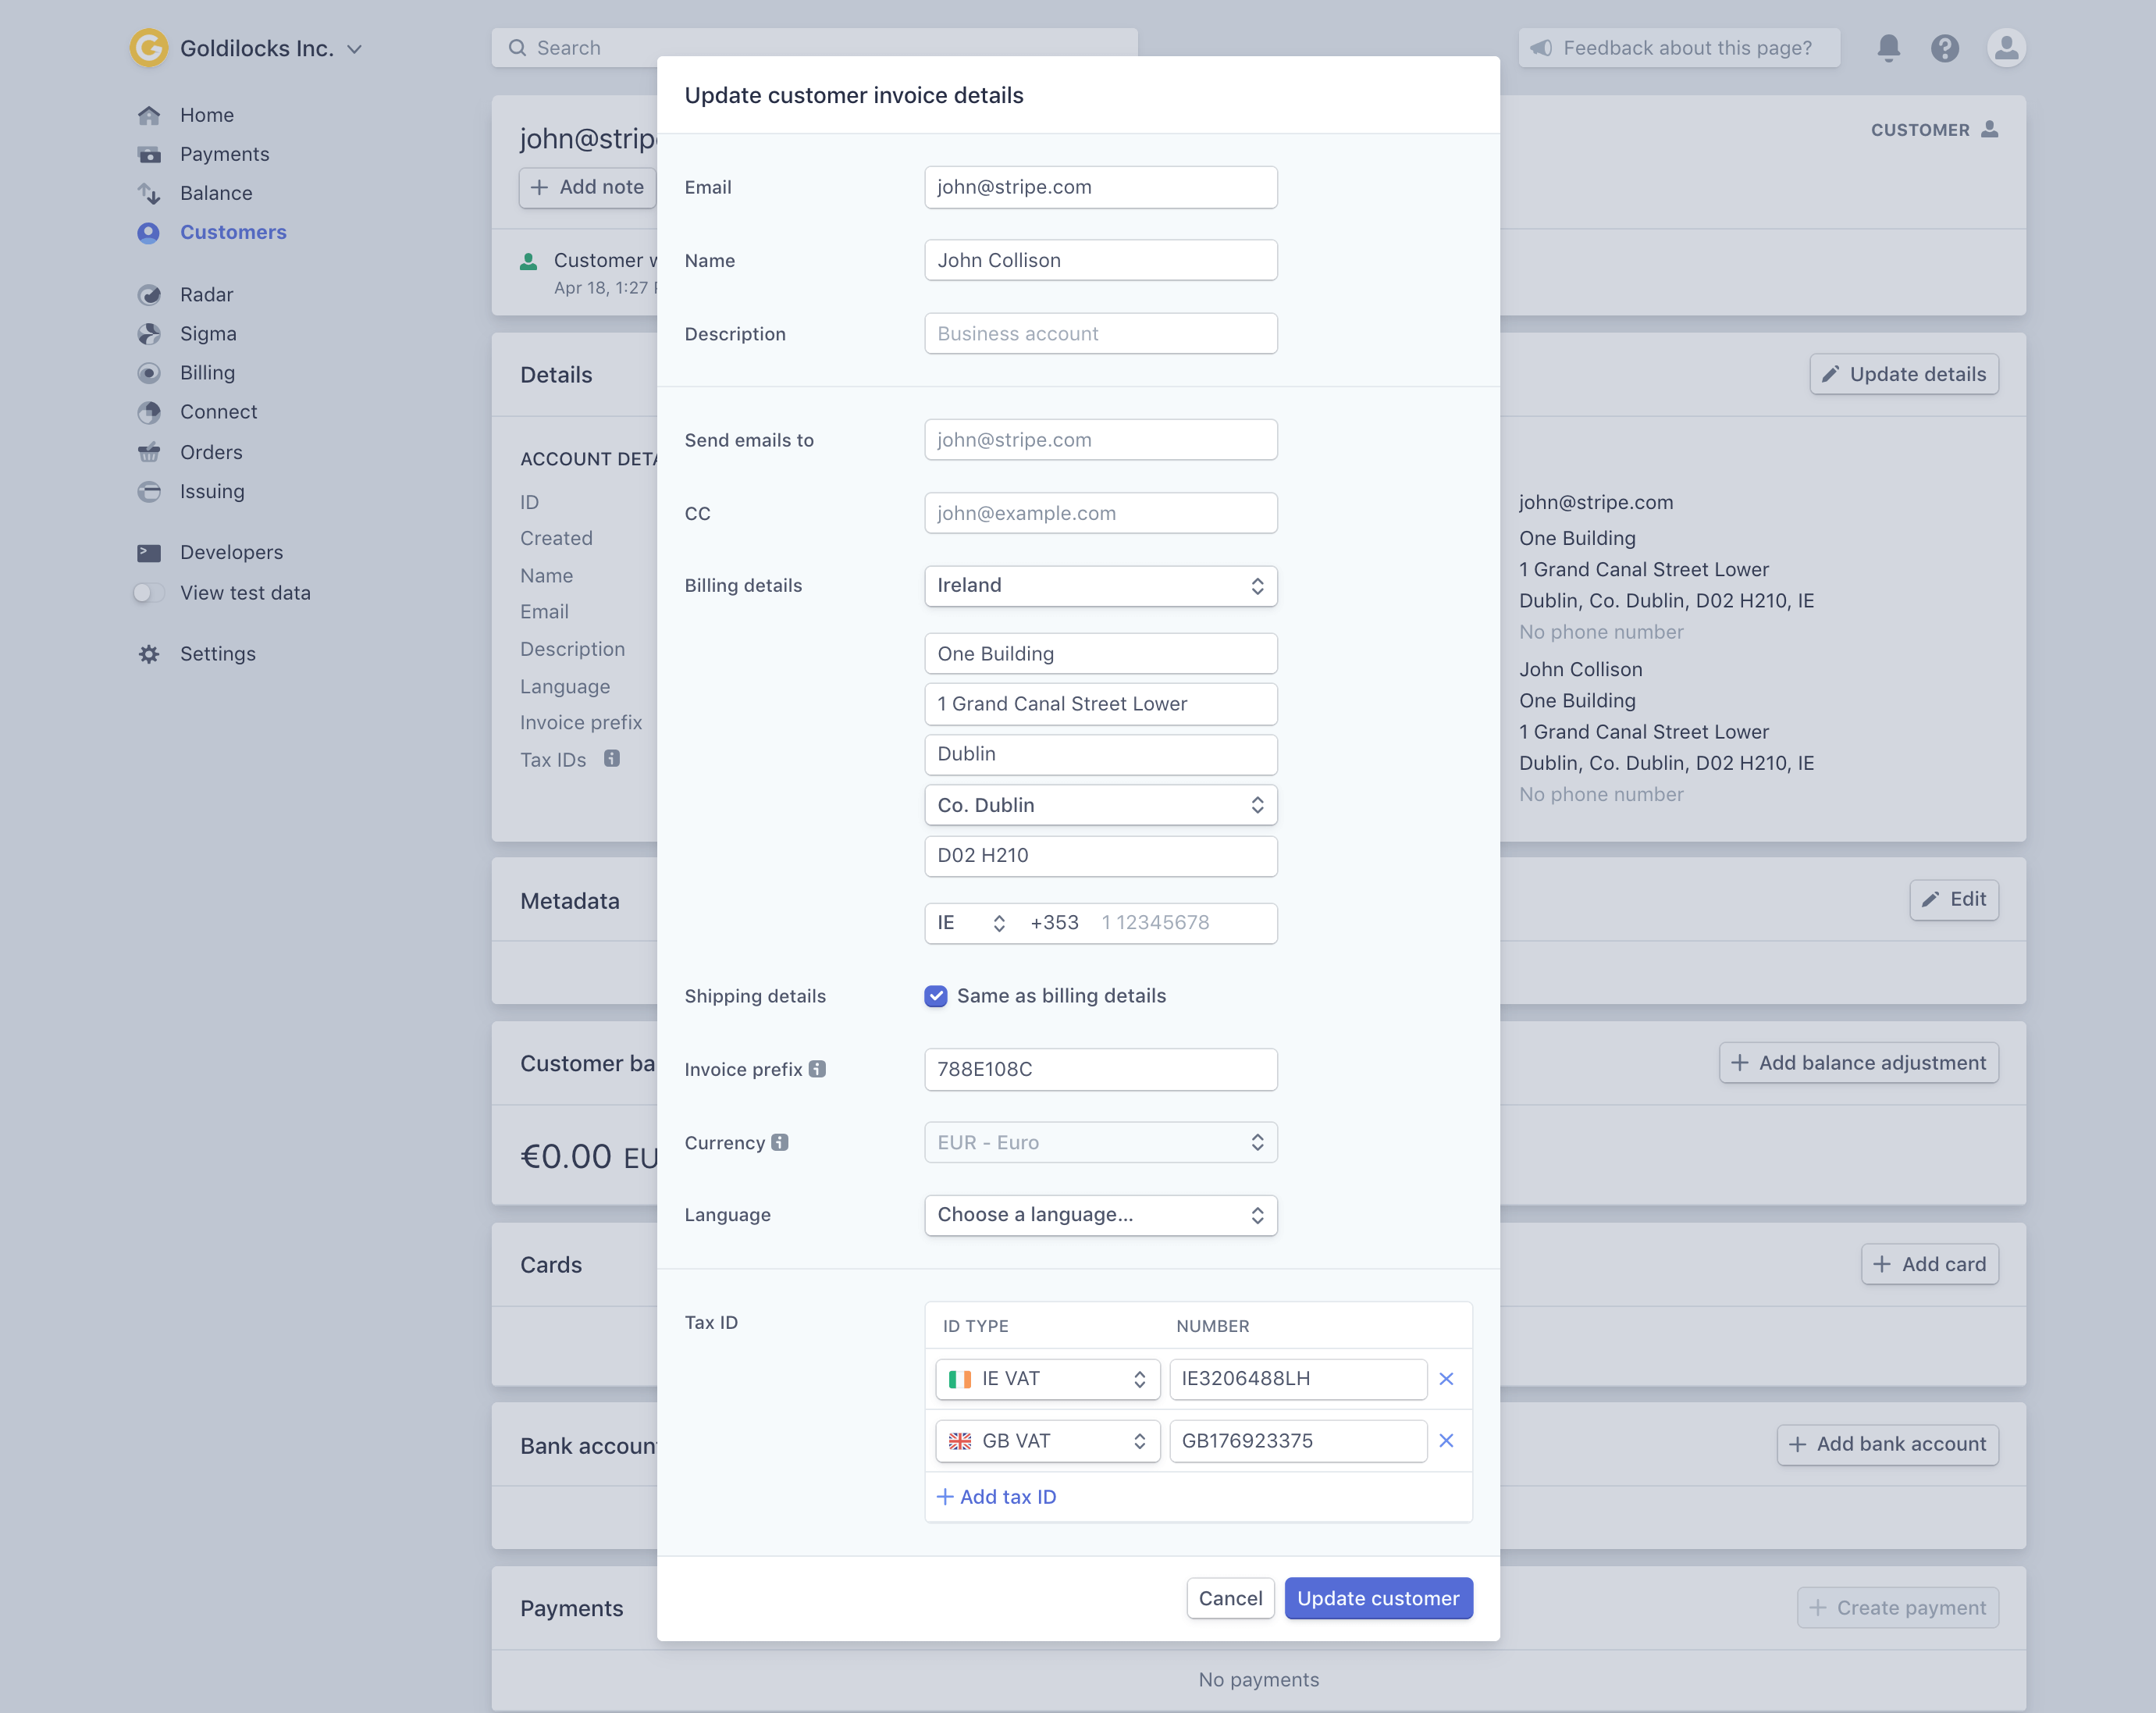 Goldilocks Inc.
Search
Feedback about this page?
Home
Payments
Balance
Customers
Radar
Sigma
Billing
Connect
Orders
Issuing
Developers
View test data
Settings
CUSTOMER
Add note
Customer
Apr 18, 1:27
Details
Update details
ACCOUNT
ID
Created
Name
Email
Description
Language
Invoice prefix
Tax IDs
john@stripe.com
One Building
1 Grand Canal Street Lower
Dublin, Co. Dublin, D02 H210, IE
No phone number
John Collison
One Building
1 Grand Canal Street Lower
Dublin, Co. Dublin, D02 H210, IE
No phone number
Metadata
Edit
Customer
Add balance adjustment
€0.00
Cards
Add card
Bank
Add bank account
Payments
Create payment
No payments
Update customer invoice details
Email
john@stripe.com
Name
John Collison
Description
Business account
Send emails to
john@stripe.com
CC
john@example.com
Billing details
Ireland
One Building
1 Grand Canal Street Lower
Dublin
Co. Dublin
D02 H210
IE +353 1 12345678
Shipping details
Same as billing details
Invoice prefix
788E108C
Currency
EUR - Euro
Language
Choose a language...
Tax ID
ID TYPE NUMBER
IE VAT IE3206488LH
GB VAT GB176923375
Add tax ID
Cancel
Update customer